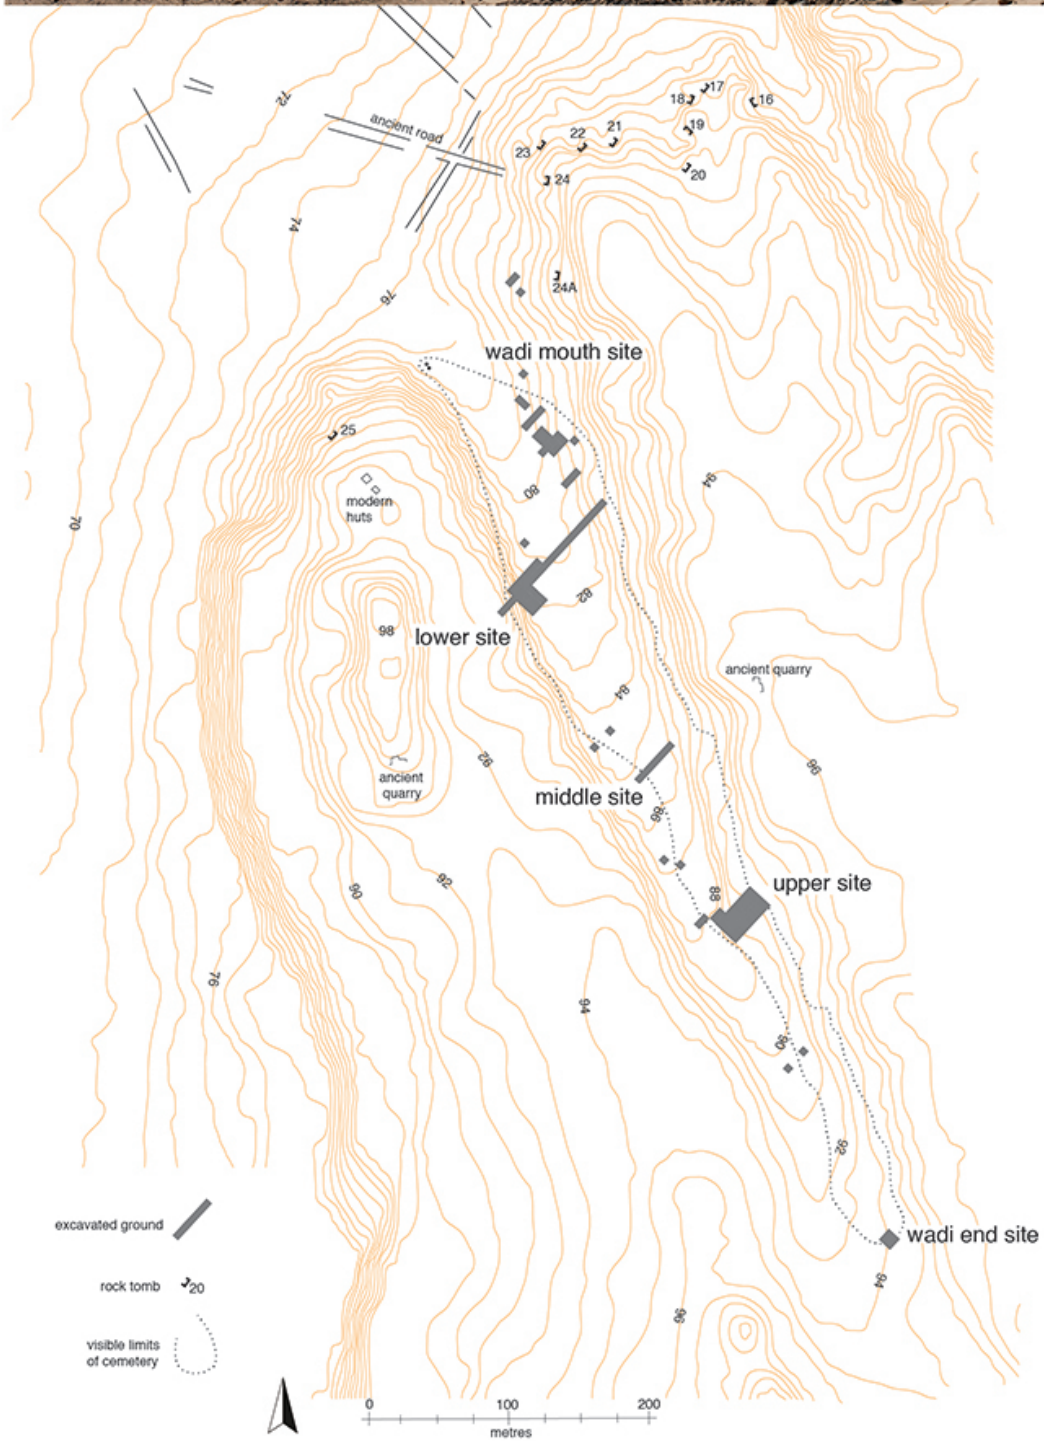 72
ancient road
17
18
16
19
21
22
23
20
24
74
24A
76
wadi mouth site
25
94
80
modern
huts
70
82
98
lower site
ancient quarry
84
92
96
ancient
quarry
middle site
86
upper site
88
90
92
76
94
90
92
excavated ground
wadi end site
94
rock tomb
20
96
visible limits
of cemetery
0
100
200
metres